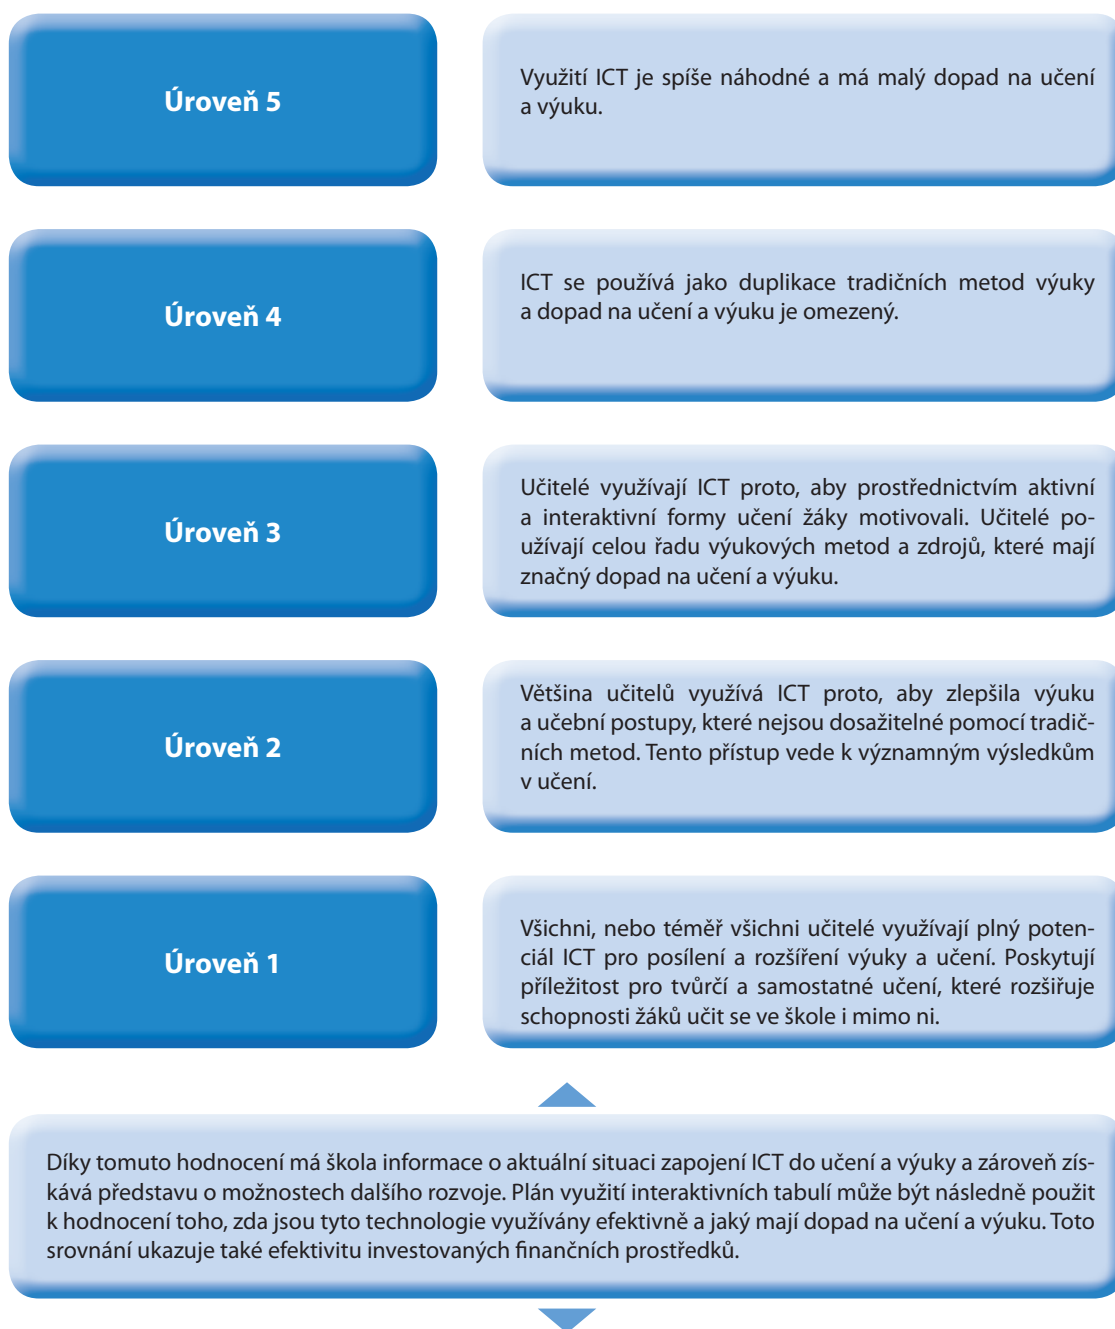 Úroveň 5
Využití ICT je spíše náhodné a má malý dopad na učení
a výuku.
Úroveň 4
ICT se používá jako duplikace tradičních metod výuky
a dopad na učení a výuku je omezený.
Úroveň 3
Učitelé využívají ICT proto, aby prostřednictvím aktivní
a interaktivní formy učení žáky motivovali. Učitelé po-
užívají celou řadu výukových metod a zdrojů, které mají
značný dopad na učení a výuku.
Úroveň 2
Většina učitelů využívá ICT proto, aby zlepšila výuku
a učební postupy, které nejsou dosažitelné pomocí tradič-
ních metod. Tento přístup vede k významným výsledkům
v učení.
Úroveň 1
Všichni, nebo téměř všichni učitelé využívají plný poten-
ciál ICT pro posílení a rozšíření výuky a učení. Poskytují
příležitost pro tvůrčí a samostatné učení, které rozšiřuje
schopnosti žáků učit se ve škole i mimo ni.
Díky tomuto hodnocení má škola informace o aktuální situaci zapojení ICT do učení a výuky a zároveň zís-
kává představu o možnostech dalšího rozvoje. Plán využití interaktivních tabulí může být následně použit
k hodnocení toho, zda jsou tyto technologie využívány efektivně a jaký mají dopad na učení a výuku. Toto
srovnání ukazuje také efektivitu investovaných finančních prostředků.